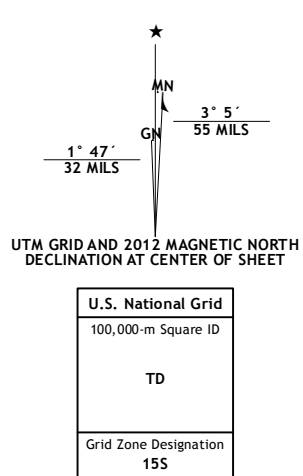 ★
MN
3° 5´
55 MILS
GN
1° 47´
32 MILS
UTM GRID AND 2012 MAGNETIC NORTH
DECLINATION AT CENTER OF SHEET
U.S. National Grid
100,000-m Square ID
TD
Grid Zone Designation
15S